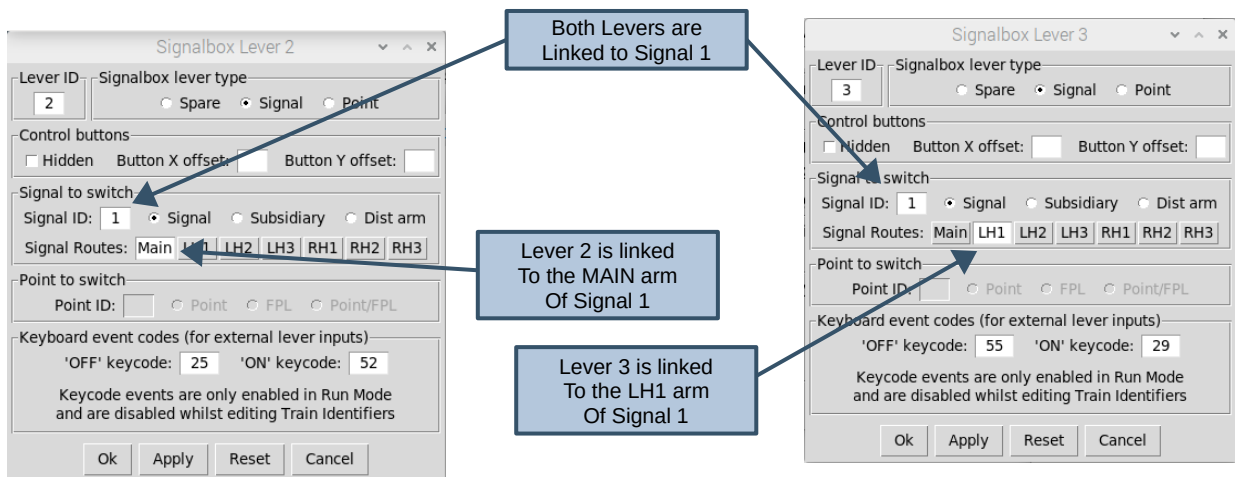 Signalbox Lever 2
Lever ID
Signalbox lever type
2
Spare
Signal
Point
Control buttons
Hidden
Button X offset:
Button Y offset:
Signal to switch
Signal ID: 1
Signal
Subsidiary
Dist arm
Signal Routes: Main LH1 LH2 LH3 RH1 RH2 RH3
Point to switch
Point ID:
Point
FPL
Point/FPL
Keyboard event codes (for external lever inputs)
'OFF' keycode: 25 'ON' keycode: 52
Keycode events are only enabled in Run Mode
and are disabled whilst editing Train Identifiers
Ok Apply Reset Cancel
Both Levers are
Linked to Signal 1
Lever 2 is linked
To the MAIN arm
Of Signal 1
Lever 3 is linked
To the LH1 arm
Of Signal 1
Signalbox Lever 3
Lever ID
Signalbox lever type
3
Spare
Signal
Point
Control buttons
Hidden
Button X offset:
Button Y offset:
Signal to switch
Signal ID: 1
Signal
Subsidiary
Dist arm
Signal Routes: Main LH1 LH2 LH3 RH1 RH2 RH3
Point to switch
Point ID:
Point
FPL
Point/FPL
Keyboard event codes (for external lever inputs)
'OFF' keycode: 55 'ON' keycode: 29
Keycode events are only enabled in Run Mode
and are disabled whilst editing Train Identifiers
Ok Apply Reset Cancel